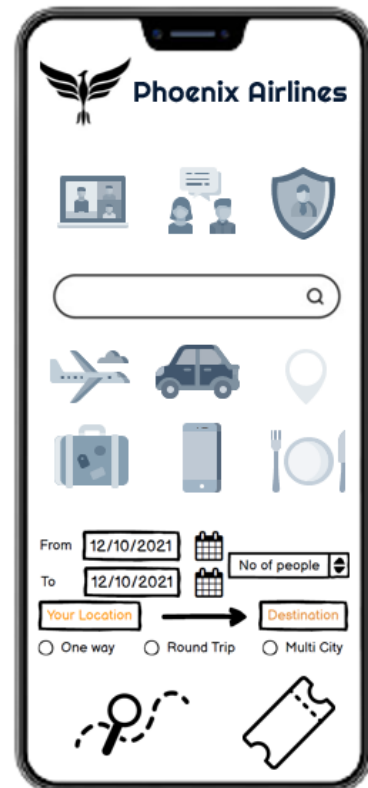 Phoenix Airlines
From 12/10/2021
No of people
To 12/10/2021
Your Location Destination
One way Round Trip Multi City